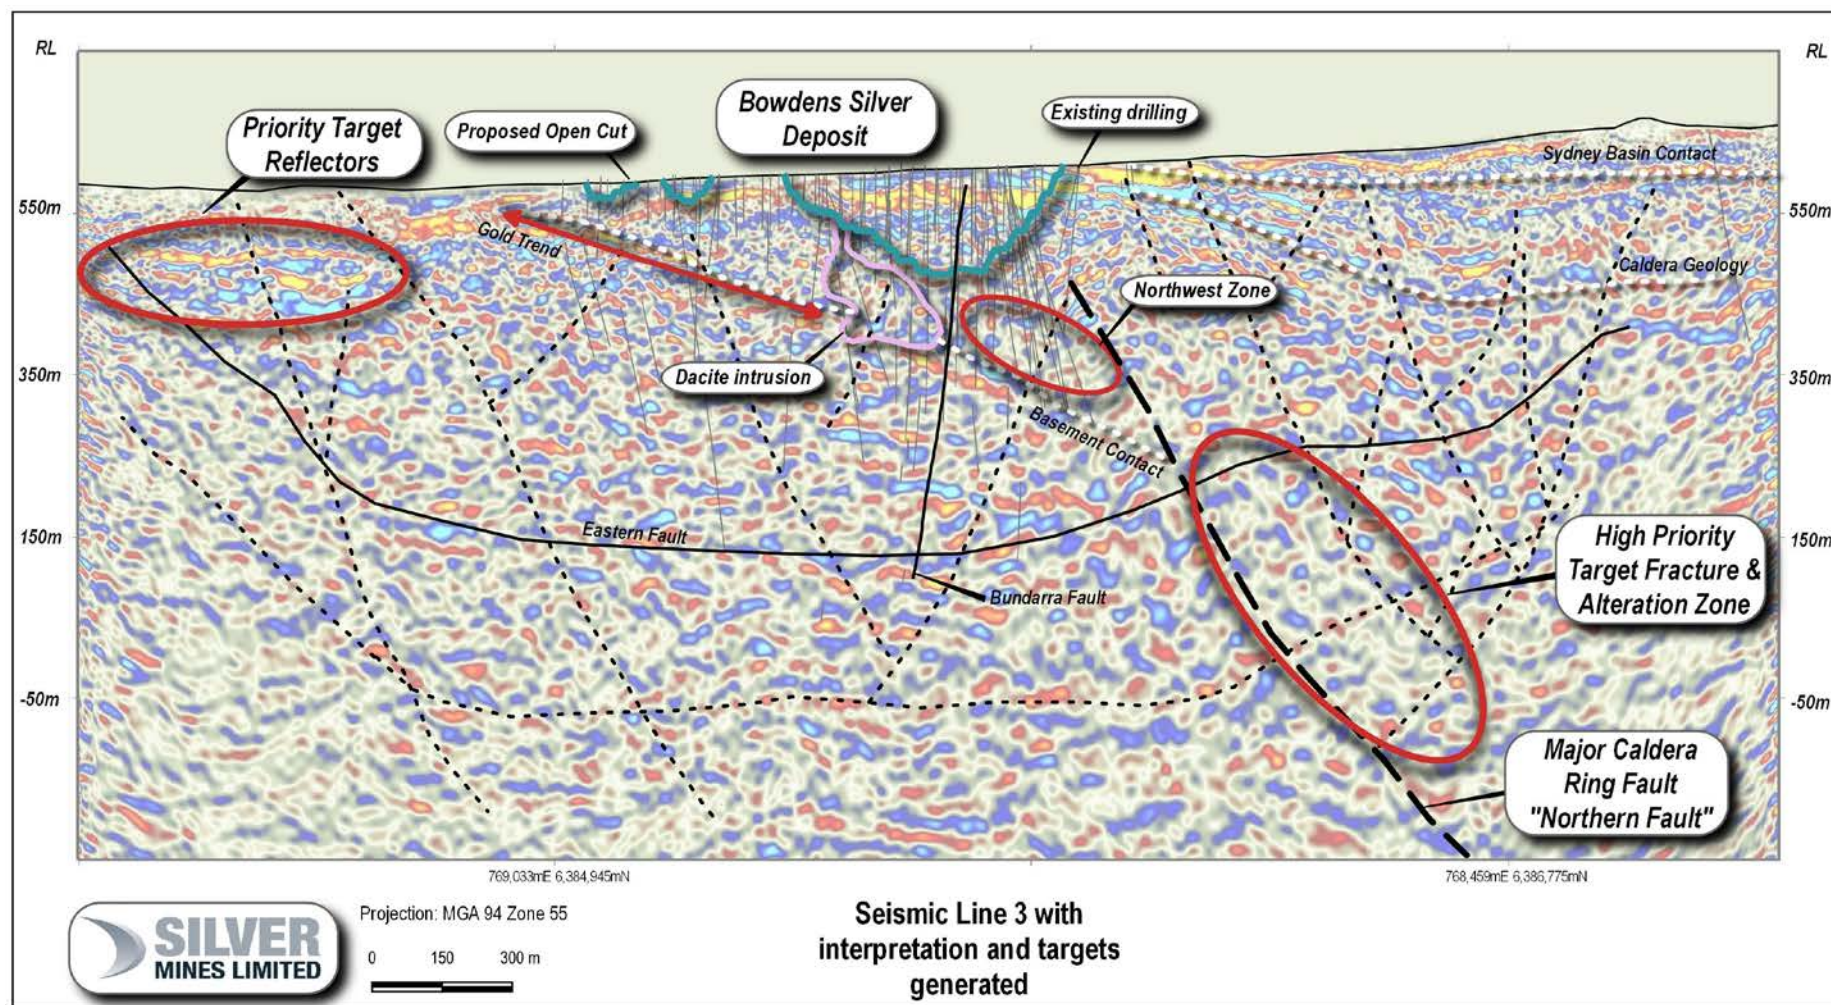 RL
RL
Priority Target
Reflectors
Proposed Open Cut
Bowdens Silver
Deposit
Existing drilling
Sydney Basin Contact
550m
550m
Gold Trend
Caldera Geology
Northwest Zone
350m
350m
Dacite intrusion
Basement Contact
Eastern Fault
150m
150m
High Priority
Target Fracture &
Alteration Zone
Bundarra Fault
-50m
-50m
Major Caldera
Ring Fault
"Northern Fault"
769,033mE 6,384,945mN
768,459mE 6,386,775mN
SILVER
MINES LIMITED
Projection: MGA 94 Zone 55
0 150 300 m
Seismic Line 3 with
interpretation and targets
generated